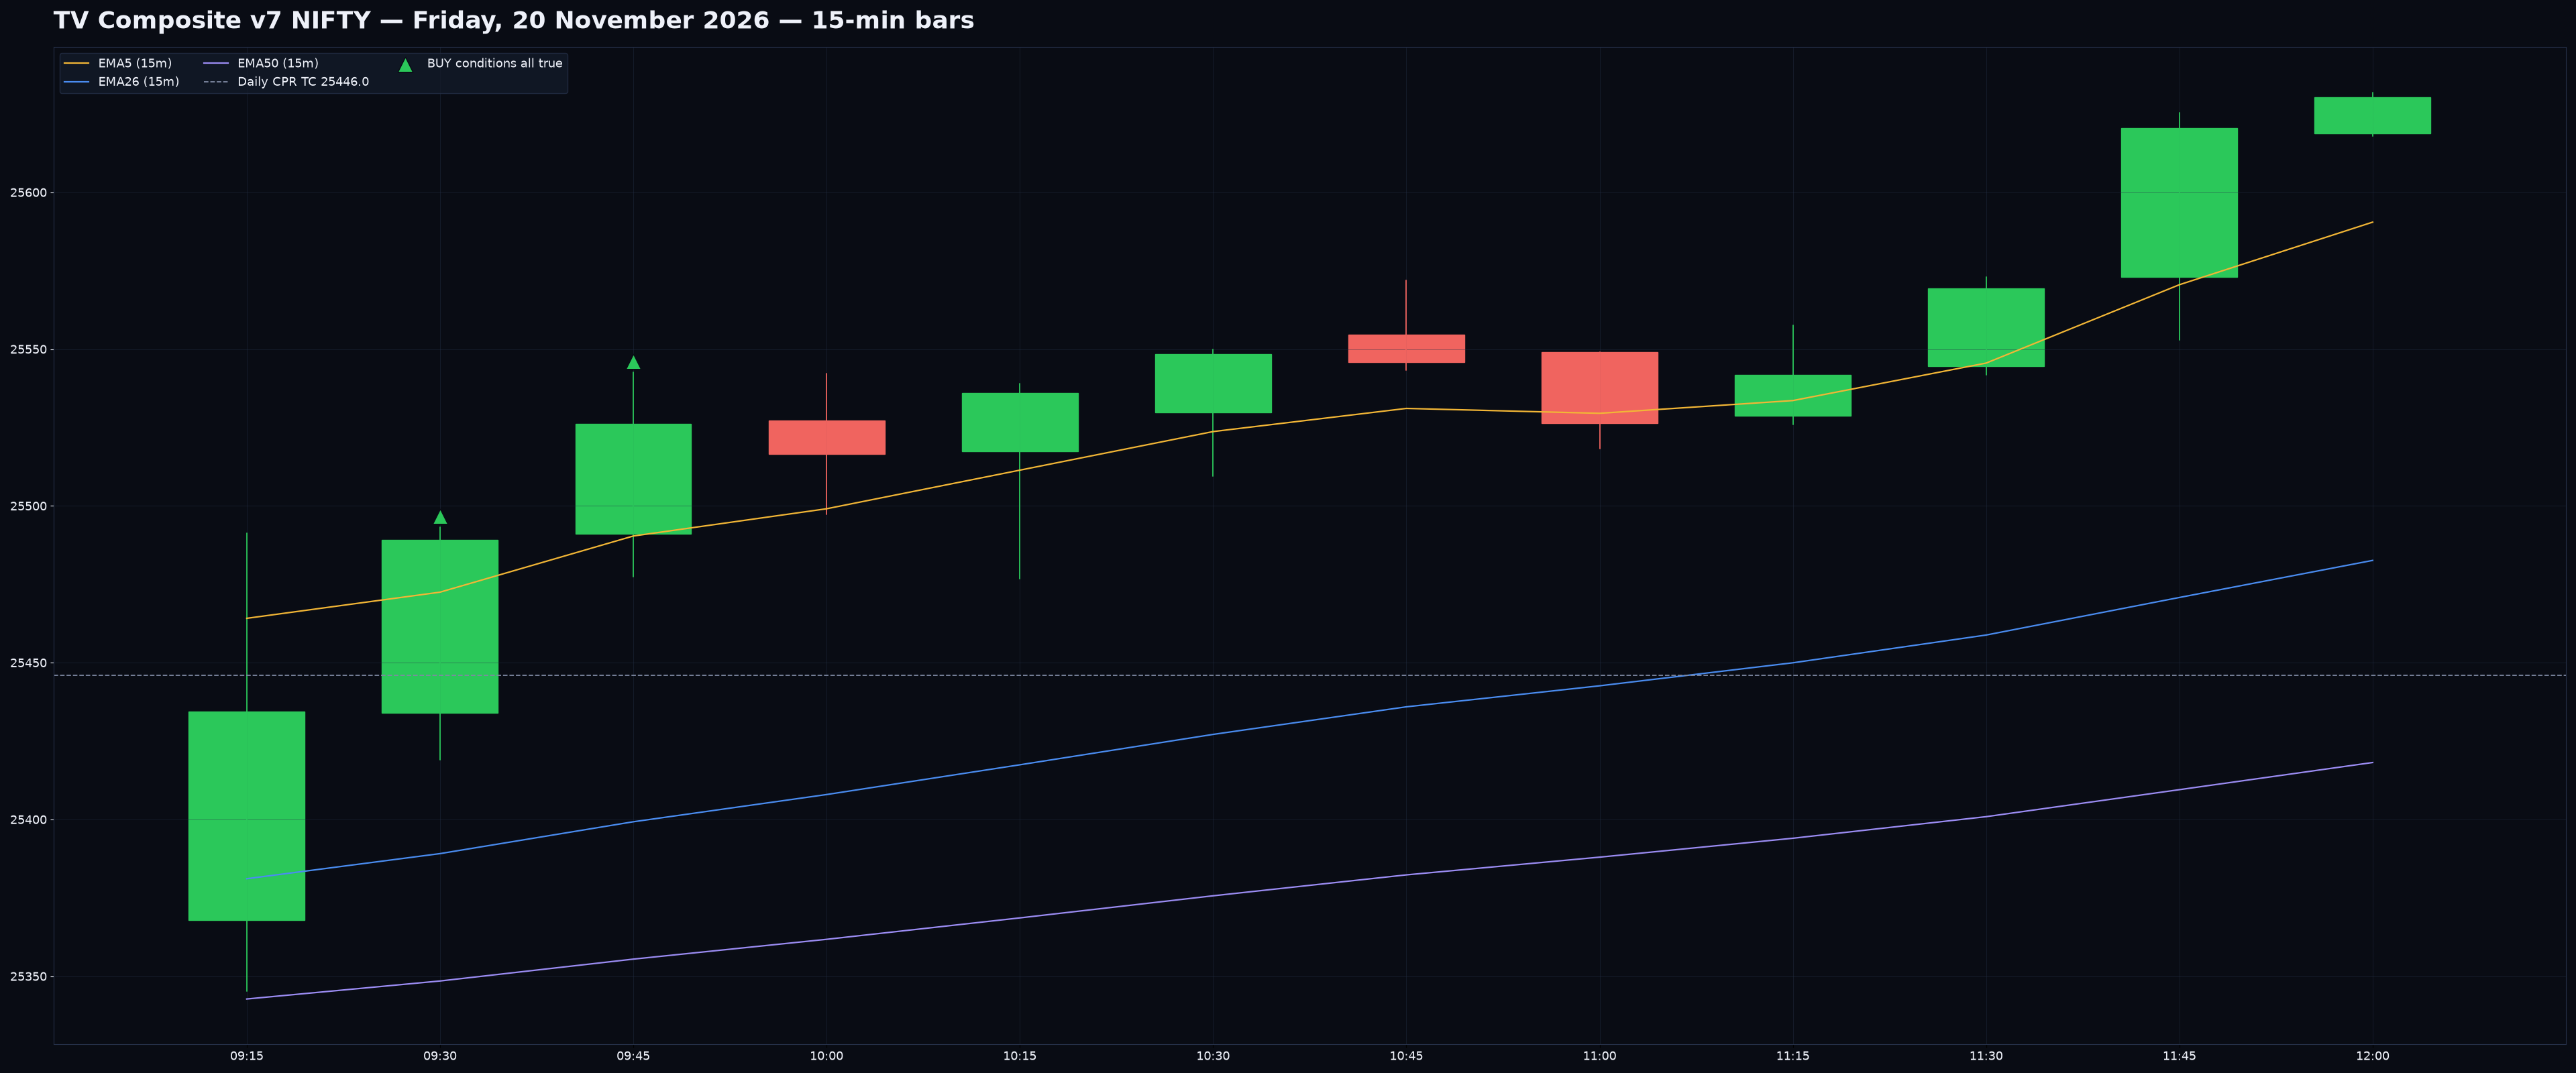 TV Composite v7 NIFTY — Friday, 20 November 2026 — 15-min bars
EMA5 (15m)
EMA26 (15m)
EMA50 (15m)
Daily CPR TC 25446.0
BUY conditions all true
25600
25550
25500
25450
25400
25350
09:15 09:30 09:45 10:00 10:15 10:30 10:45 11:00 11:15 11:30 11:45 12:00